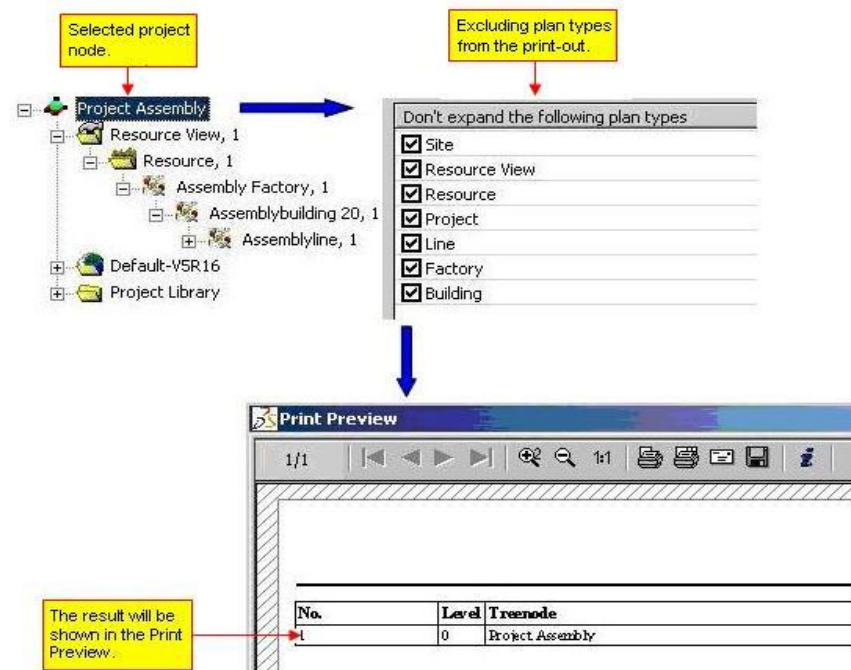 Selected project
node.
Excluding plan types
from the print-out.
Project Assembly
Resource View, 1
Resource, 1
Assembly Factory, 1
Assemblybuilding 20, 1
Assemblyline, 1
Default-V5R16
Project Library
Don't expand the following plan types
Site
Resource View
Resource
Project
Line
Factory
Building
Print Preview
1/1 1:1
The result will be
shown in the Print
Preview.
No. Level Treenode
1 0 Project Assembly